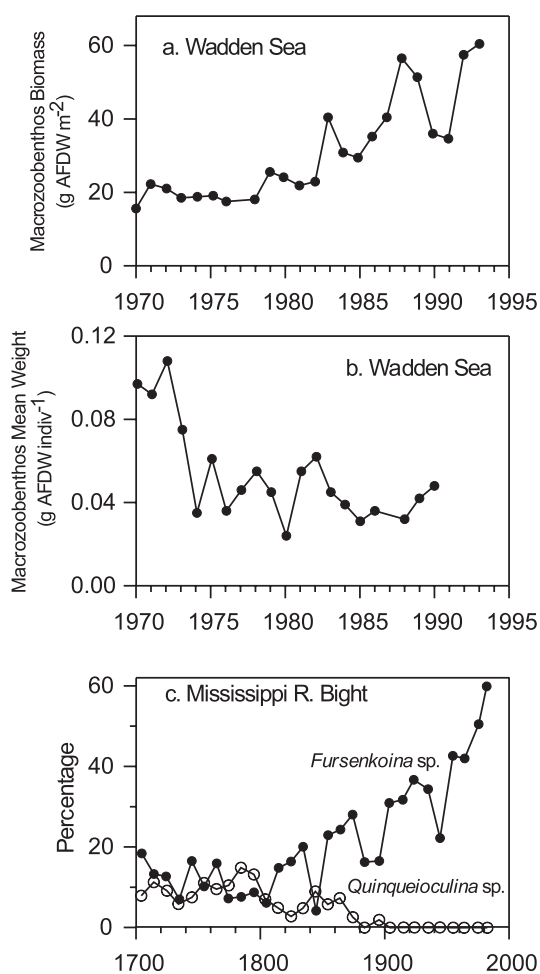 a. Wadden Sea
Macrozoobenthos Biomass
(g AFDW m-2)
60
40
20
0
1970 1975 1980 1985 1990 1995
b. Wadden Sea
Macrozoobenthos Mean Weight
(g AFDW indiv-1)
0.12
0.08
0.04
0.00
1970 1975 1980 1985 1990 1995
c. Mississippi R. Bight
Percentage
60
40
20
0
Fursenkoina sp.
Quinqueioculina sp.
1700 1800 1900 2000